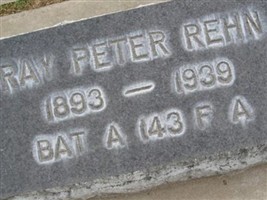 RAY PETER REHN
1893 — 1939
BAT A 143 F A